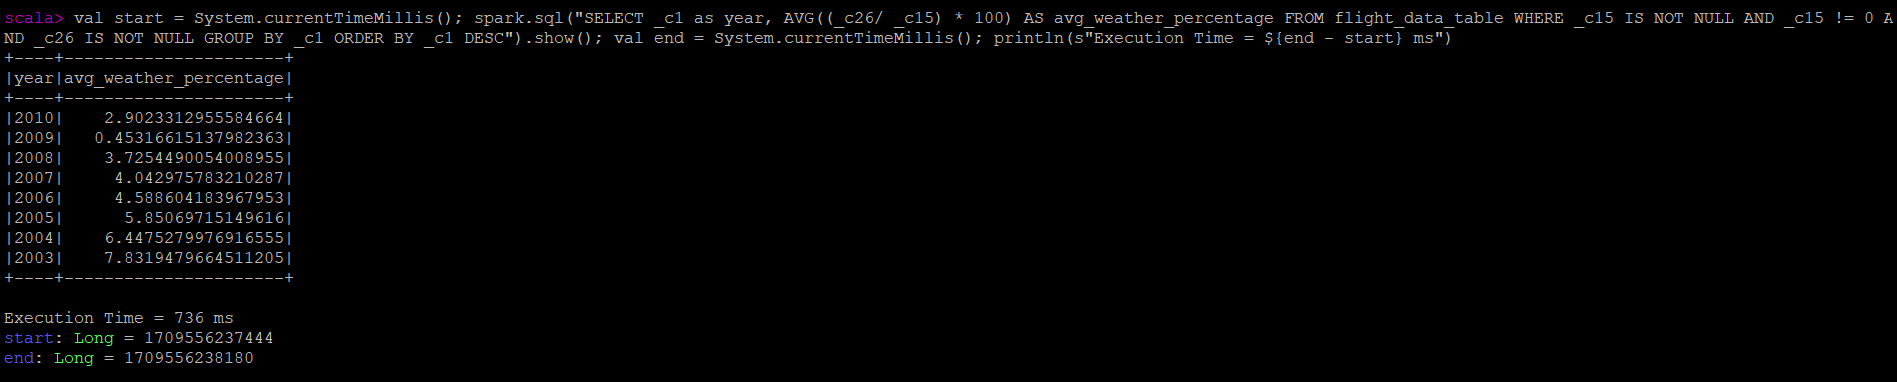 scala> val start = System.currentTimeMillis(); spark.sql("SELECT _c1 as year, AVG((_c26/ _c15) * 100) AS avg_weather_percentage FROM flight_data_table WHERE _c15 IS NOT NULL AND _c15 != 0 A
ND _c26 IS NOT NULL GROUP BY _c1 ORDER BY _c1 DESC").show(); val end = System.currentTimeMillis(); println(s"Execution Time = ${end - start} ms")
+----+----------------------+
|year|avg_weather_percentage|
+----+----------------------+
|2010|    2.9023312955584664|
|2009|   0.45316615137982363|
|2008|    3.7254490054008955|
|2007|     4.042975783210287|
|2006|     4.588604183967953|
|2005|      5.85069715149616|
|2004|    6.4475279976916555|
|2003|    7.8319479664511205|
+----+----------------------+
Execution Time = 736 ms
start: Long = 1709556237444
end: Long = 1709556238180